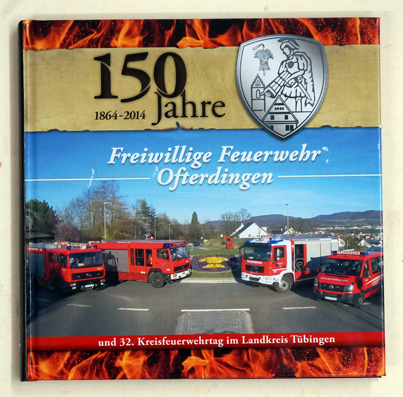 150
1864-2014 Jahre
Freiwillige Feuerwehr
Ofterdingen
und 32. Kreisfeuerwehrtag im Landkreis Tübingen